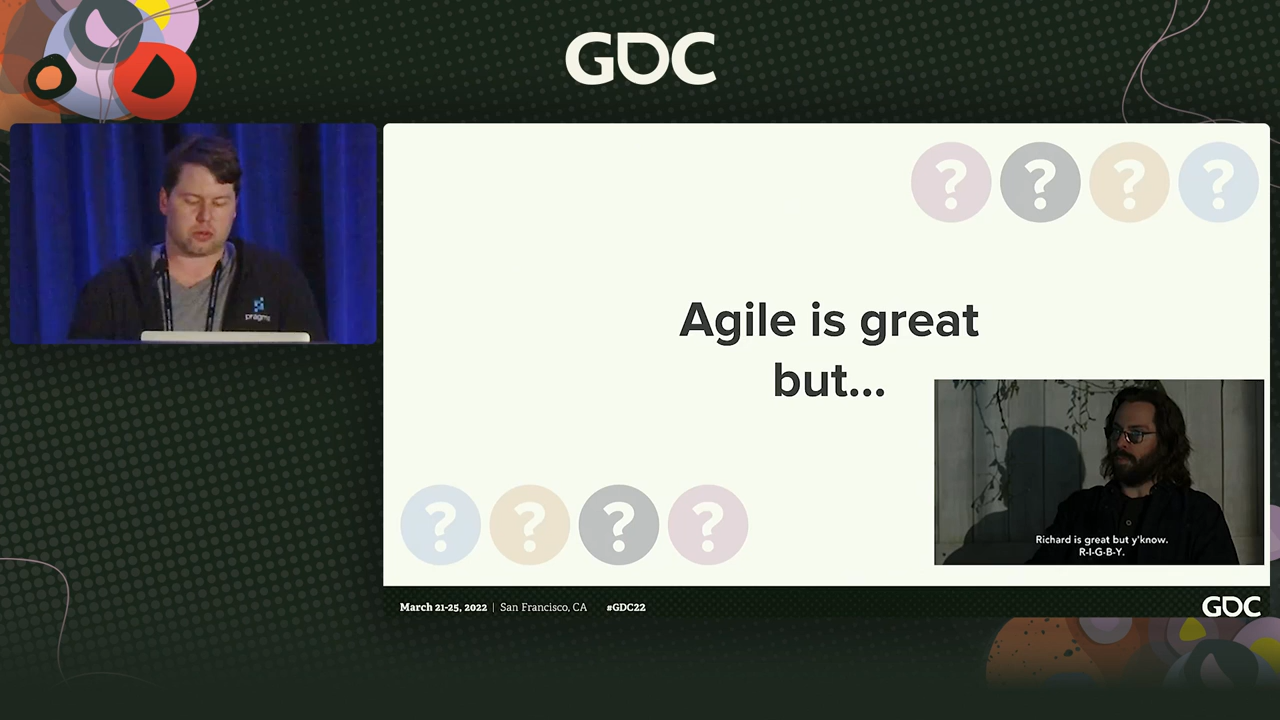 GDC
pragma
? ? ? ?
Agile is great
but...
Richard is great but y'know.
R-I-G-B-Y.
? ? ? ?
March 21-25, 2022 | San Francisco, CA #GDC22
GDC